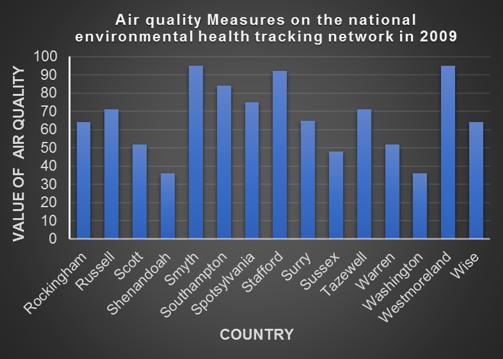 Air quality Measures on the national
environmental health tracking network in 2009
VALUE OF AIR QUALITY
100
90
80
70
60
50
40
30
20
10
0
Rockingham
Russell
Scott
Shenandoah
Smyth
Southampton
Spotsylvania
Stafford
Surry
Sussex
Tazewell
Warren
Washington
Westmoreland
Wise
COUNTRY